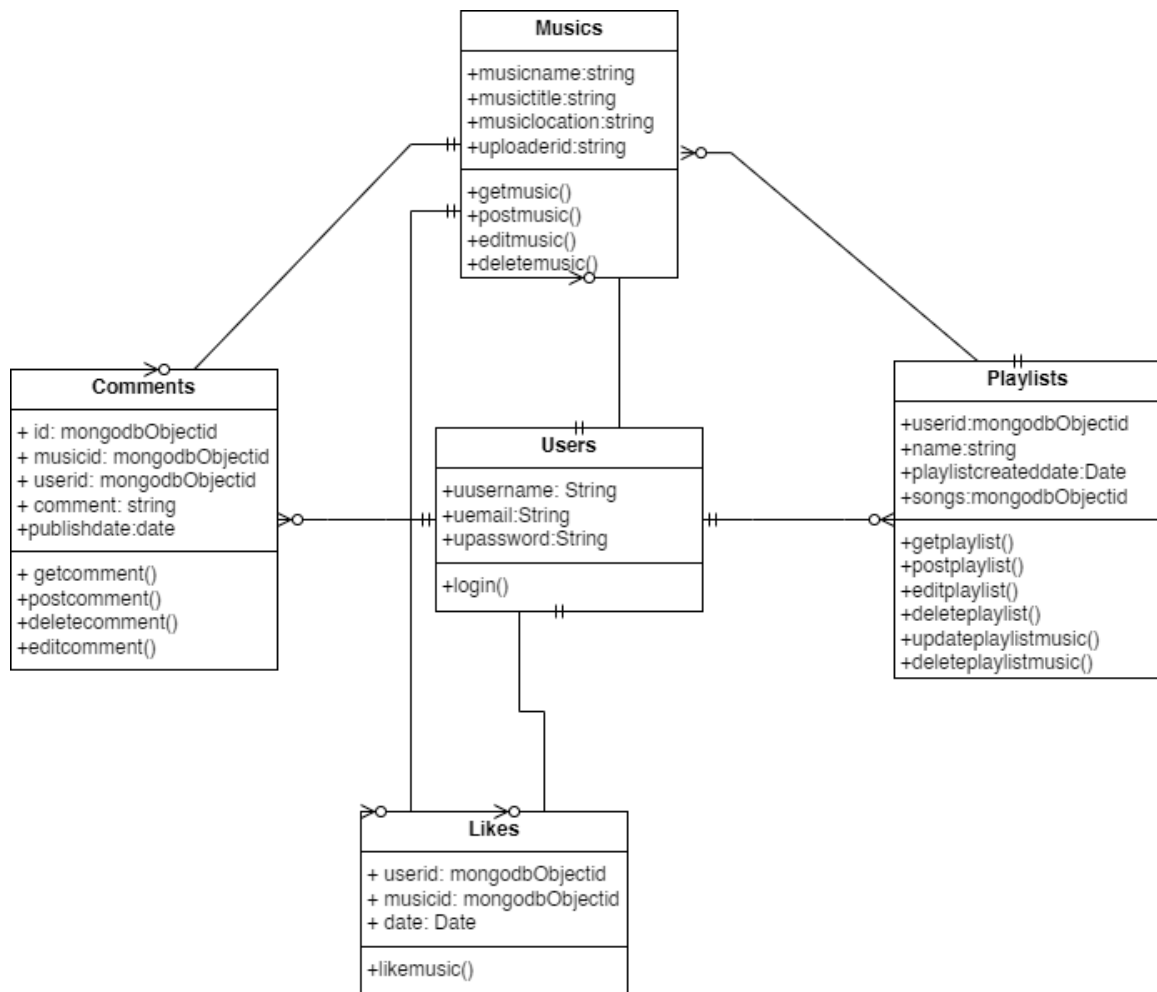 Musics
+musicname:string
+musictitle:string
+musiclocation:string
+uploaderid:string
+getmusic()
+postmusic()
+editmusic()
+deletemusic()
Comments
+ id: mongodbObjectid
+ musicid: mongodbObjectid
+ userid: mongodbObjectid
+ comment: string
+publishdate:date
+ getcomment()
+postcomment()
+deletecomment()
+editcomment()
Users
+uusername: String
+uemail:String
+upassword:String
+login()
Playlists
+userid:mongodbObjectid
+name:string
+playlistcreateddate:Date
+songs:mongodbObjectid
+getplaylist()
+postplaylist()
+editplaylist()
+deleteplaylist()
+updateplaylistmusic()
+deleteplaylistmusic()
Likes
+ userid: mongodbObjectid
+ musicid: mongodbObjectid
+ date: Date
+likemusic()